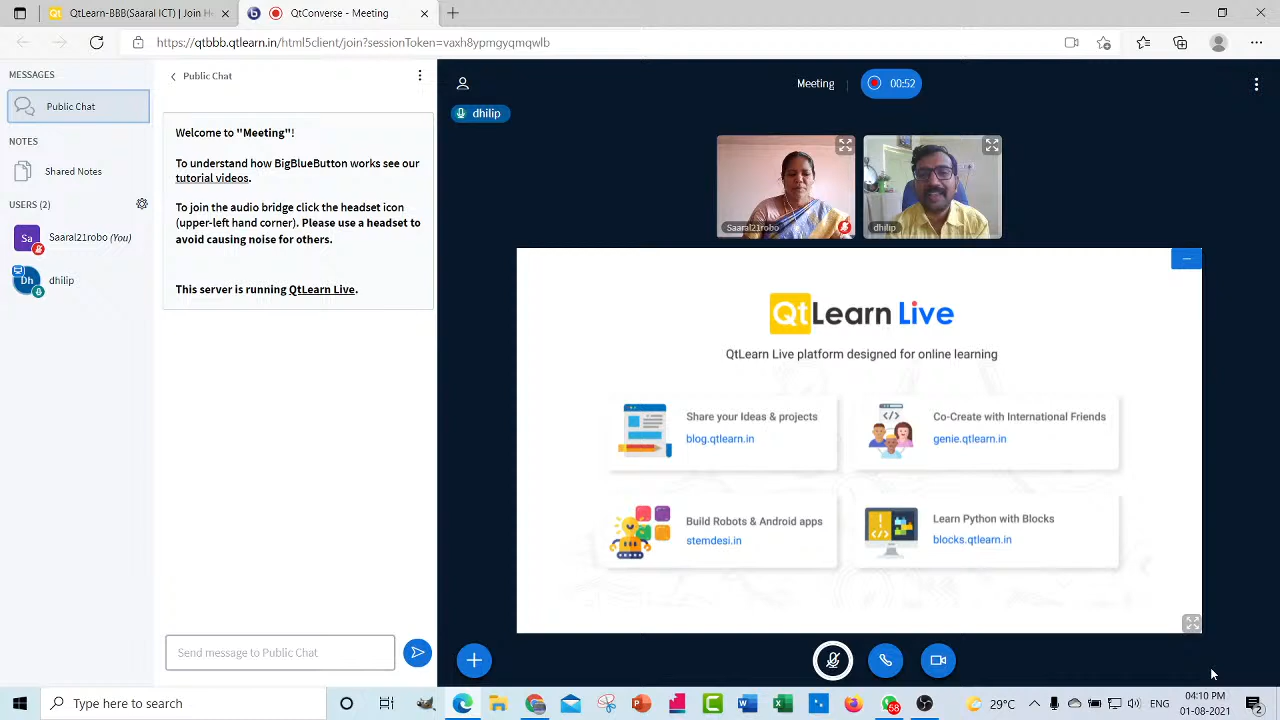 QtLearn-BBB(Saaral ICT) Join H
QtConverse - Meeting
https://qtbbb.qtlearn.in/html5client/join?sessionToken=vaxh8ypmgyqmqwlb
MESSAGES
Public Chat
NOTES
Shared No
USERS (2)
Sa
robo (You)
Dh
dhilip
Public Chat
Welcome to "Meeting"!
To understand how BigBlueButton works see our
tutorial videos.
To join the audio bridge click the headset icon
(upper-left hand corner). Please use a headset to
avoid causing noise for others.
This server is running QtLearn Live.
Send message to Public Chat
Meeting
00:52
dhilip
Saaral21robo
dhilip
QtLearn Live
QtLearn Live platform designed for online learning
Share your Ideas & projects
blog.qtlearn.in
Co-Create with International Friends
genie.qtlearn.in
Build Robots & Android apps
stemdesi.in
Learn Python with Blocks
blocks.qtlearn.in
Type here to search
58
29°C
04:10 PM
01-08-2021
2